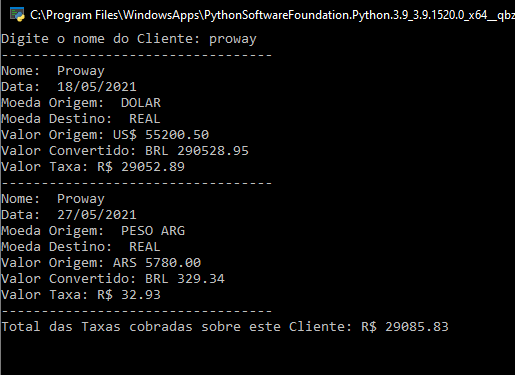 C:\Program Files\WindowsApps\PythonSoftwareFoundation.Python.3.9_3.9.1520.0_x64__qbz
Digite o nome do Cliente: proway
----------------------------------
Nome:  Proway
Data:  18/05/2021
Moeda Origem:  DOLAR
Moeda Destino:  REAL
Valor Origem: US$ 55200.50
Valor Convertido: BRL 290528.95
Valor Taxa: R$ 29052.89
----------------------------------
Nome:  Proway
Data:  27/05/2021
Moeda Origem:  PESO ARG
Moeda Destino:  REAL
Valor Origem: ARS 5780.00
Valor Convertido: BRL 329.34
Valor Taxa: R$ 32.93
----------------------------------
Total das Taxas cobradas sobre este Cliente: R$ 29085.83